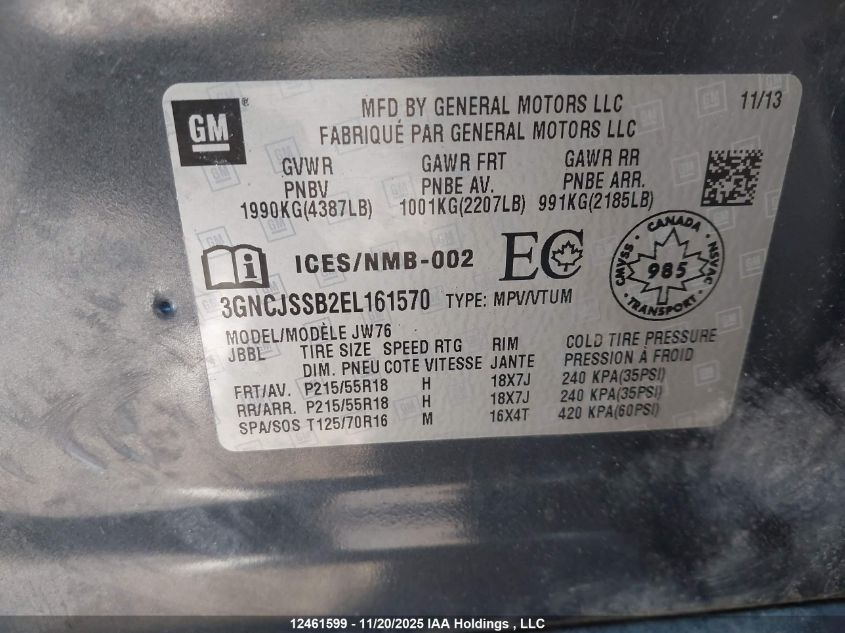 GM
MFD BY GENERAL MOTORS LLC 11/13
FABRIQUÉ PAR GENERAL MOTORS LLC
GVWR GAWR FRT GAWR RR
PNBV PNBE AV. PNBE ARR.
1990KG(4387LB) 1001KG(2207LB) 991KG(2185LB)
i ICES/NMB-002 EC
CANADA
CMVSS 985 NSVAC
TRANSPORT
3GNCJSSB2EL161570 TYPE: MPV/VTUM
MODEL/MODÈLE JW76
JBBL TIRE SIZE SPEED RTG RIM COLD TIRE PRESSURE
DIM. PNEU COTE VITESSE JANTE PRESSION À FROID
FRT/AV. P215/55R18 H 18X7J 240 KPA(35PSI)
RR/ARR. P215/55R18 H 18X7J 240 KPA(35PSI)
SPA/SOS T125/70R16 M 16X4T 420 KPA(60PSI)
12461599 - 11/20/2025 IAA Holdings , LLC